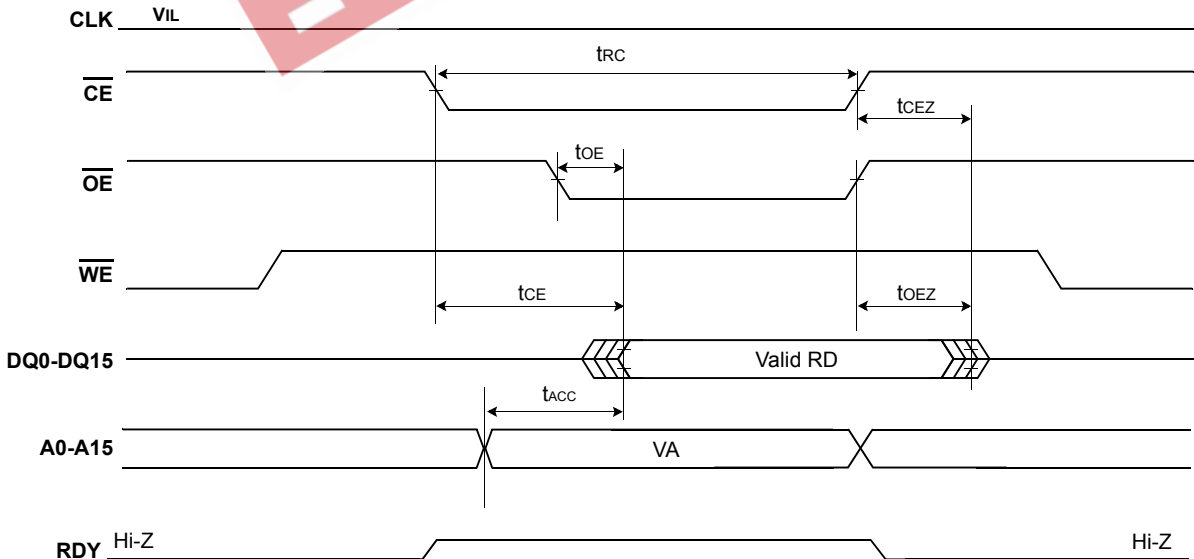 CLK VIL
tRC
CE
tCEZ
tOE
OE
WE
tCE
tOEZ
DQ0-DQ15
Valid RD
tACC
A0-A15
VA
RDY Hi-Z
Hi-Z